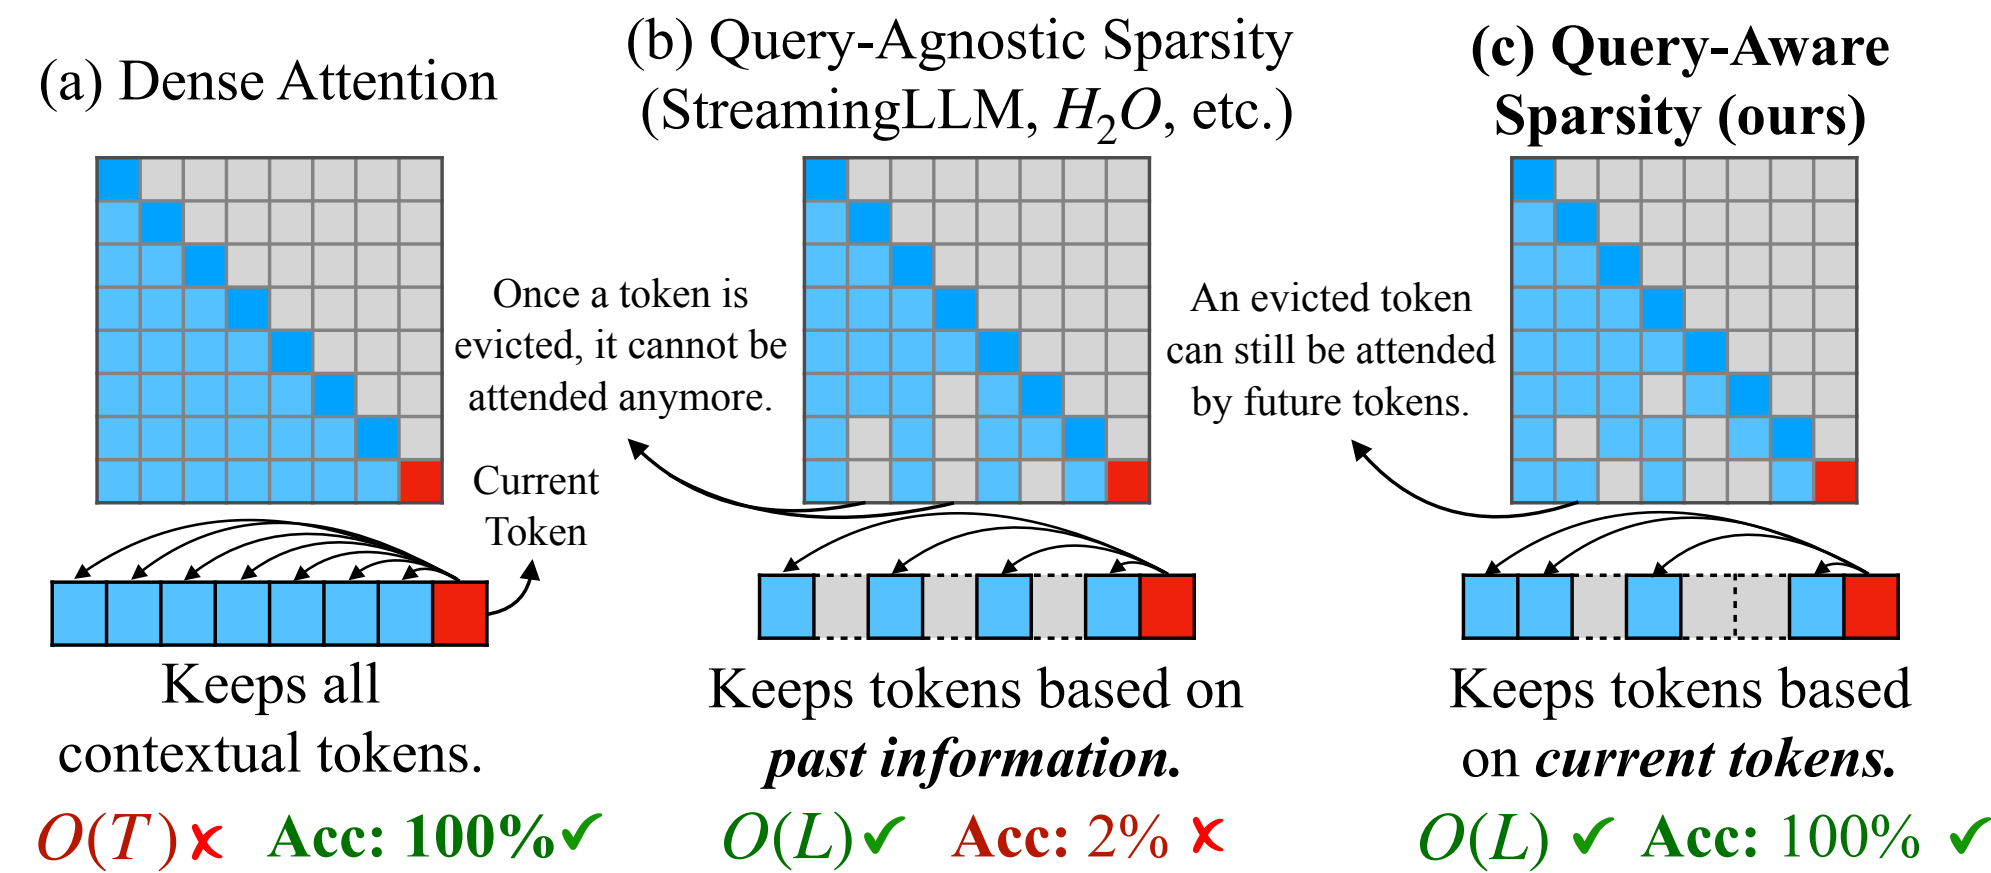 (a) Dense Attention
(b) Query-Agnostic Sparsity
(StreamingLLM, H₂O, etc.)
(c) Query-Aware
Sparsity (ours)
Once a token is
evicted, it cannot be
attended anymore.
An evicted token
can still be attended
by future tokens.
Current
Token
Keeps all
contextual tokens.
Keeps tokens based on
past information.
Keeps tokens based
on current tokens.
O(T) ✗ Acc: 100% ✓
O(L) ✓ Acc: 2% ✗
O(L) ✓ Acc: 100% ✓